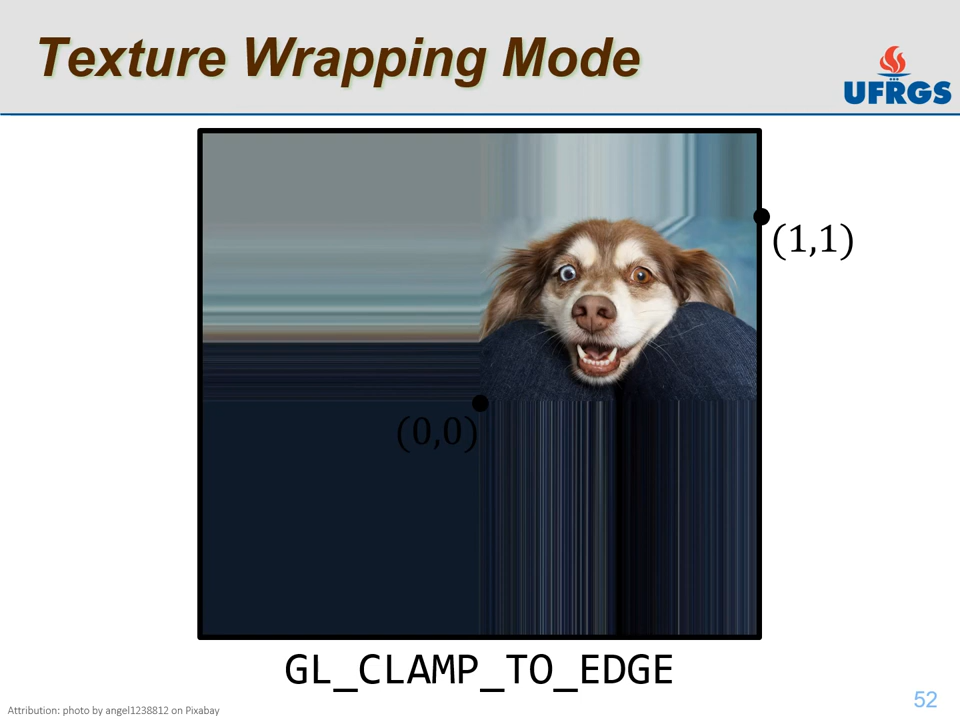 Texture Wrapping Mode
UFRGS
(1,1)
(0,0)
GL_CLAMP_TO_EDGE
Attribution: photo by angel1238812 on Pixabay
52